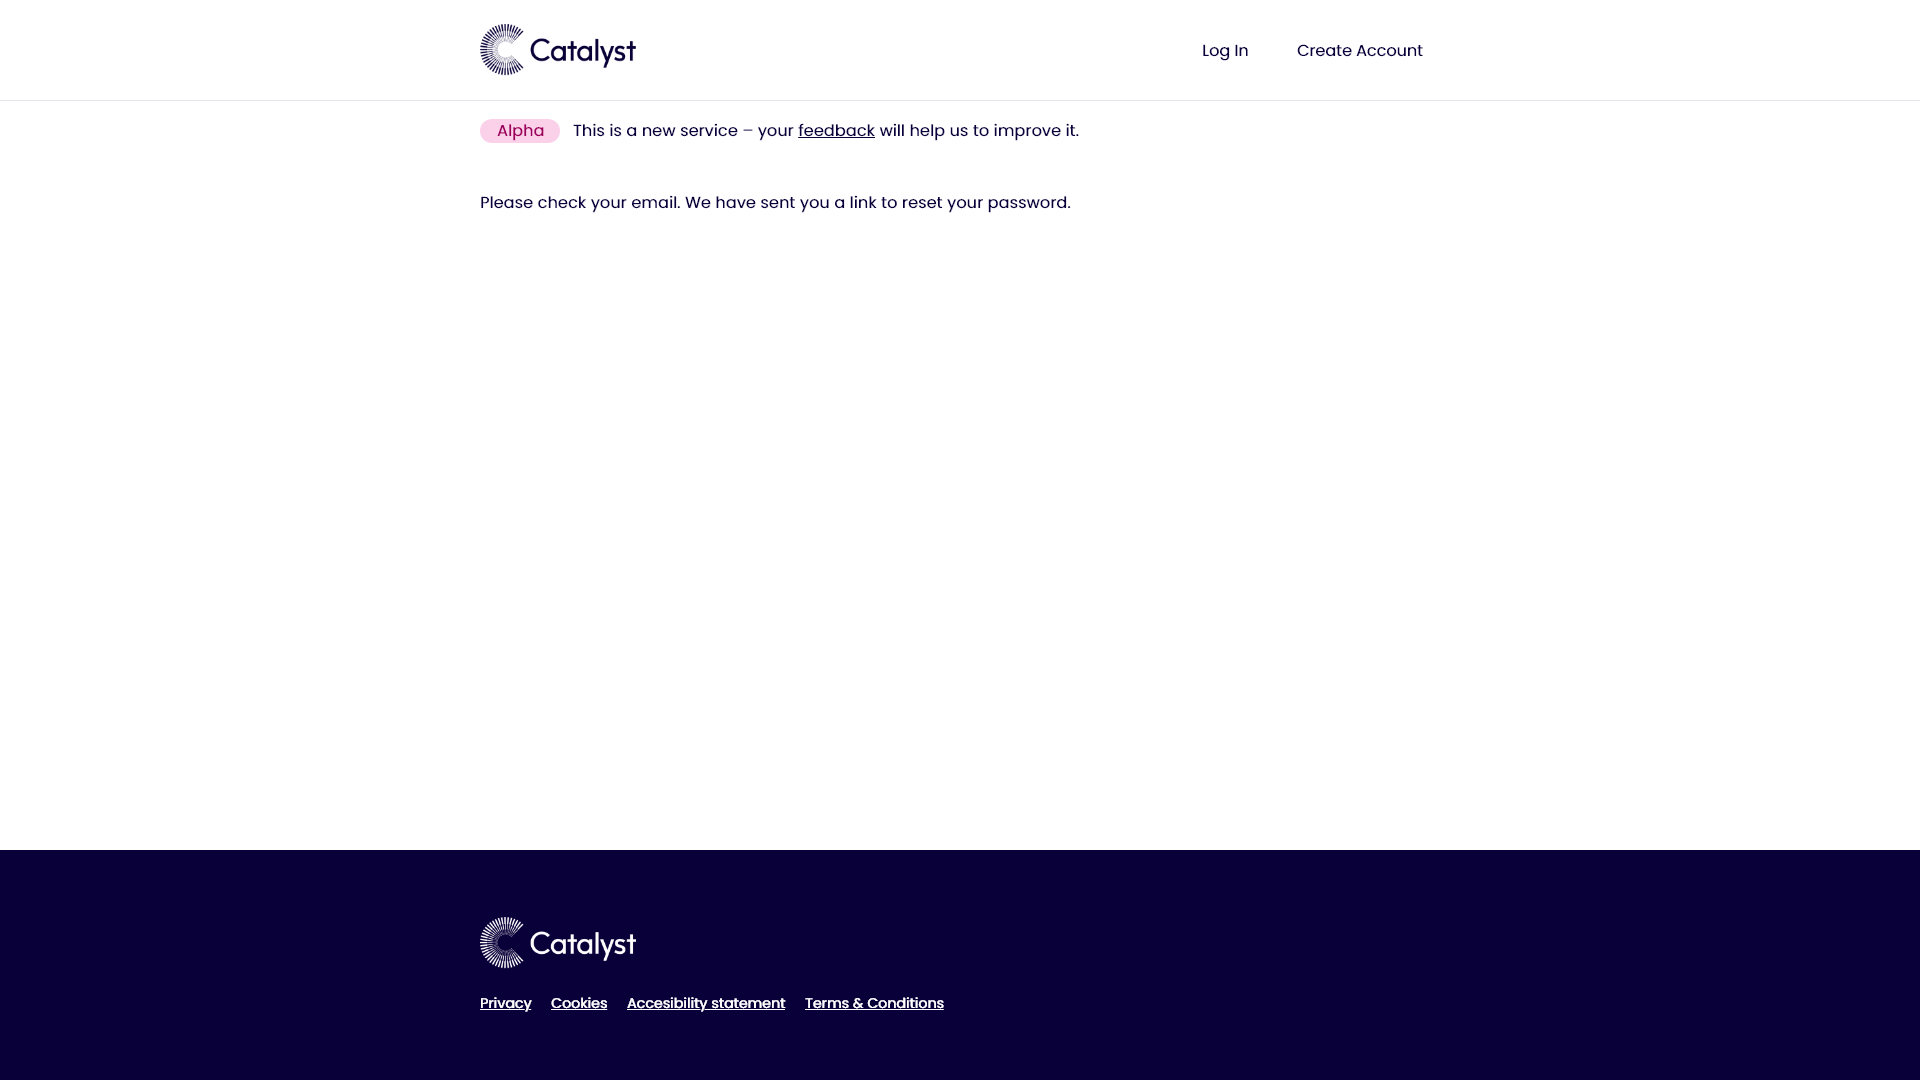 Catalyst
Log In
Create Account
Alpha
This is a new service – your feedback will help us to improve it.
Please check your email. We have sent you a link to reset your password.
Catalyst
Privacy
Cookies
Accesibility statement
Terms & Conditions